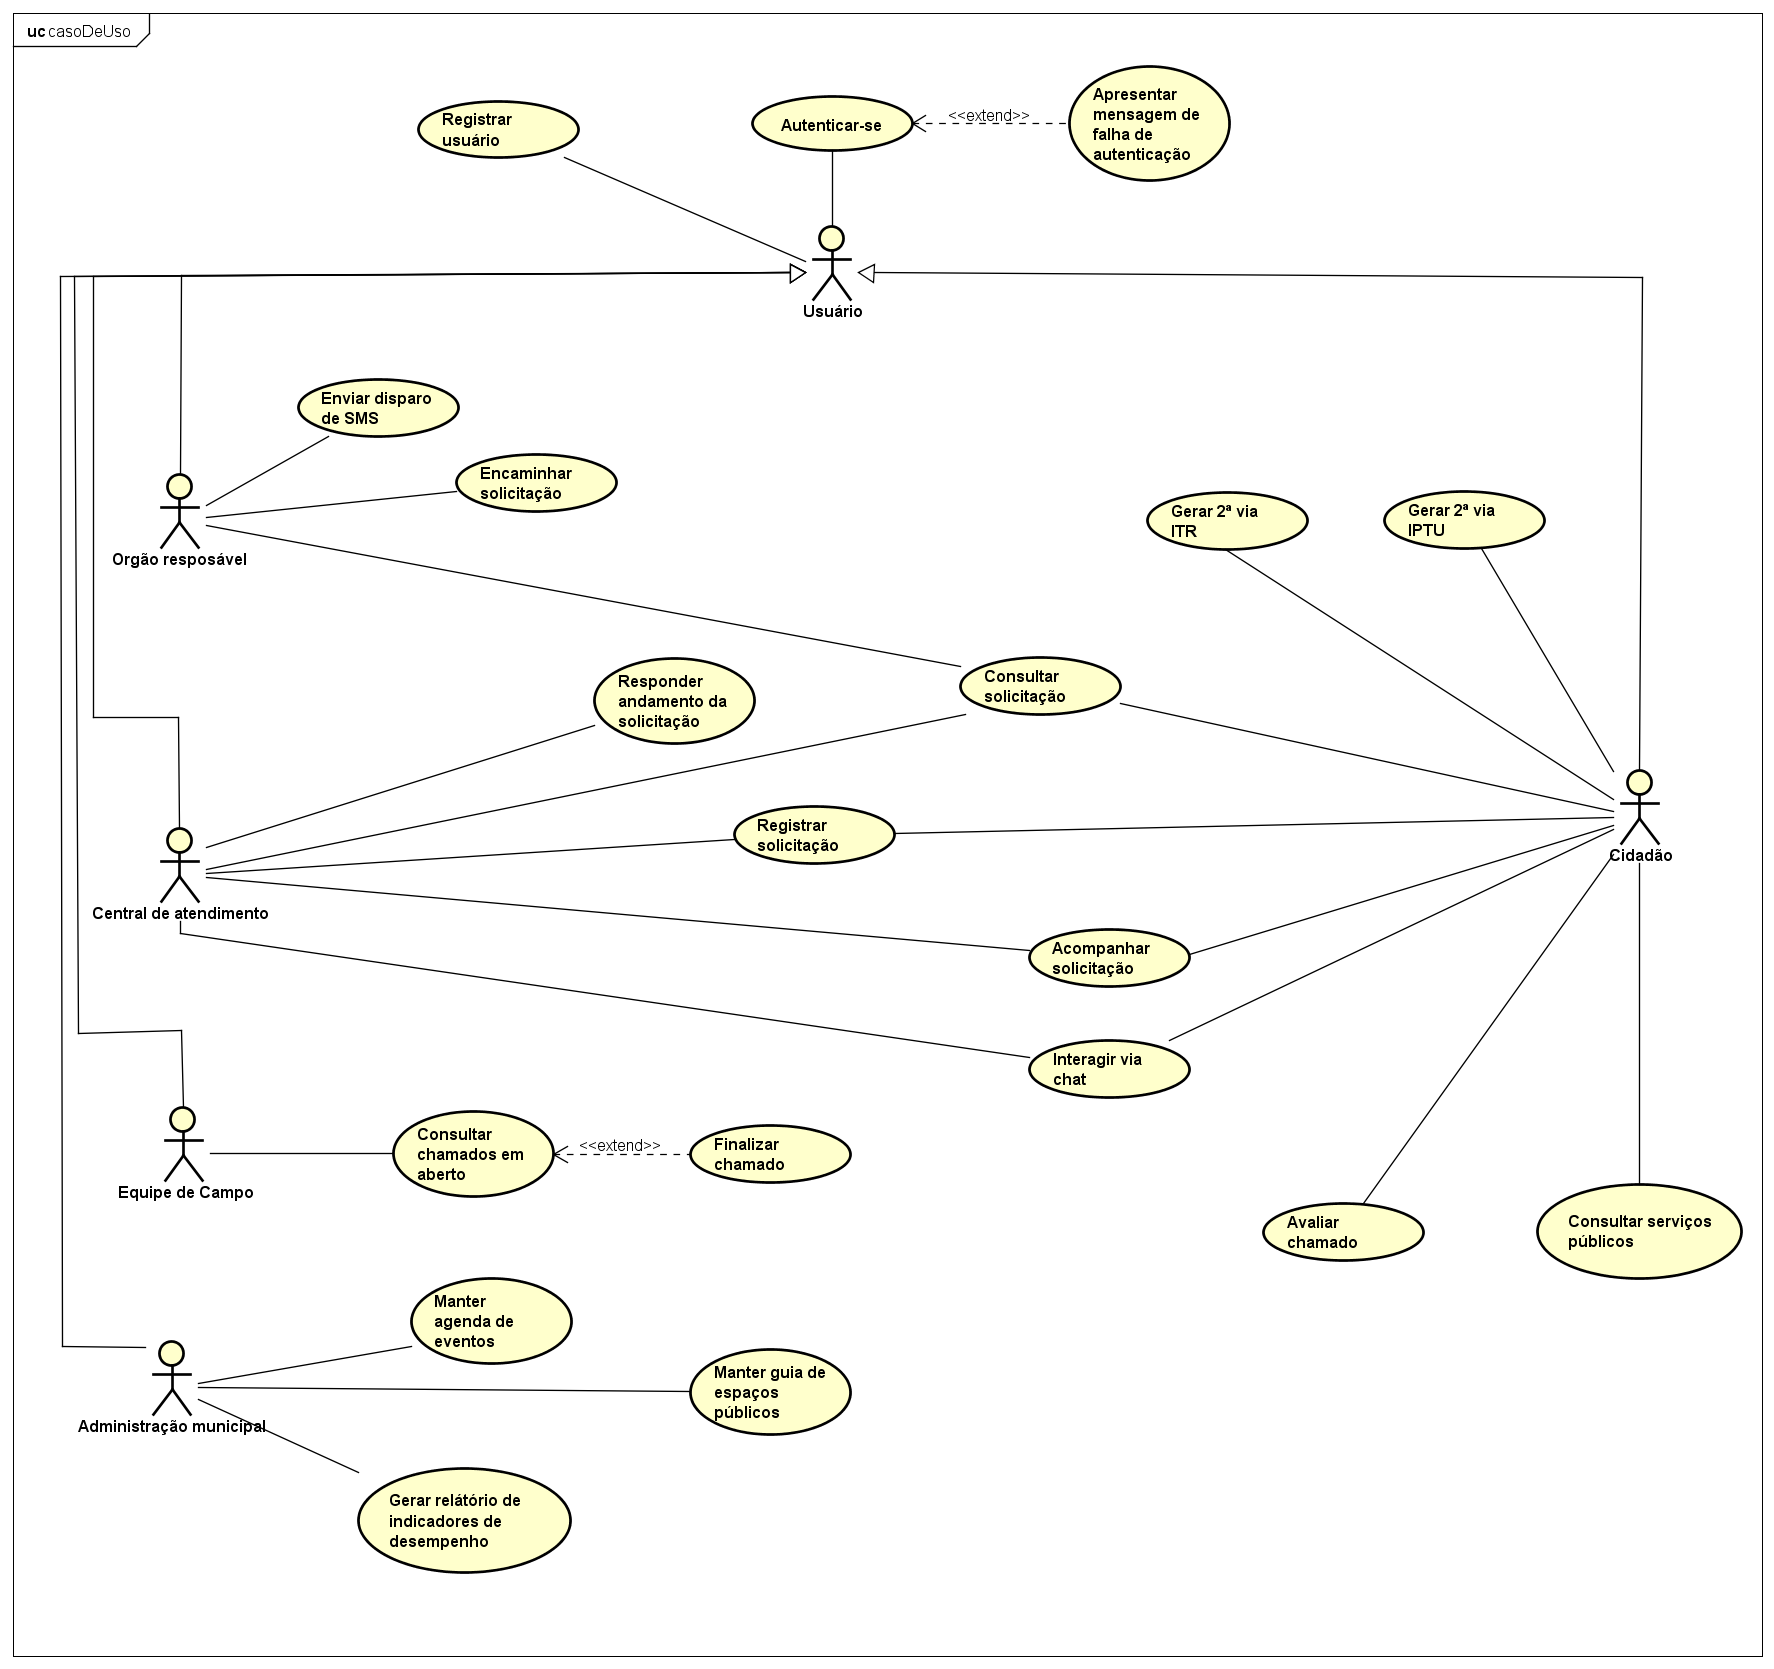 uc casoDeUso
Registrar
usuário
Autenticar-se
<<extend>>
Apresentar
mensagem de
falha de
autenticação
Usuário
Enviar disparo
de SMS
Encaminhar
solicitação
Orgão resposável
Gerar 2ª via
ITR
Gerar 2ª via
IPTU
Responder
andamento da
solicitação
Consultar
solicitação
Registrar
solicitação
Cidadão
Central de atendimento
Acompanhar
solicitação
Interagir via
chat
Equipe de Campo
Consultar
chamados em
aberto
<<extend>>
Finalizar
chamado
Avaliar
chamado
Consultar serviços
públicos
Manter
agenda de
eventos
Manter guia de
espaços
públicos
Administração municipal
Gerar relátório de
indicadores de
desempenho